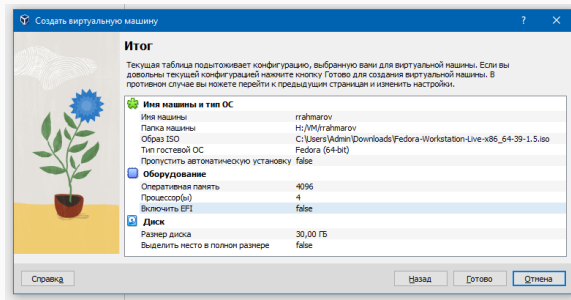 Создать виртуальную машину
Итог
Текущая таблица подытоживает конфигурацию, выбранную вами для виртуальной машины. Если вы
довольны текущей конфигурацией нажмите кнопку Готово для создания виртуальной машины. В
противном случае вы можете перейти к предыдущим страницам и изменить настройки.
Имя машины и тип ОС
Имя машины rrahmarov
Папка машины H:/VM/rrahmarov
Образ ISO C:\Users\Admin\Downloads\Fedora-Workstation-Live-x86_64-39-1.5.iso
Тип гостевой ОС Fedora (64-bit)
Пропустить автоматическую установку false
Оборудование
Оперативная память 4096
Процессор(ы) 4
Включить EFI false
Диск
Размер диска 30,00 ГБ
Выделить место в полном размере false
Справка Назад Готово Отмена